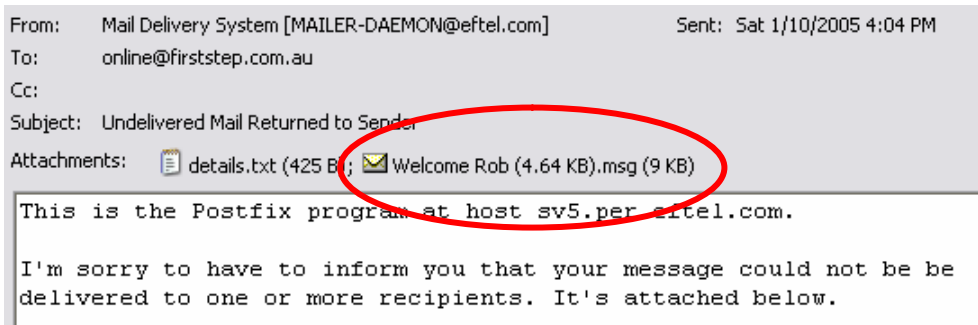 From: Mail Delivery System [MAILER-DAEMON@eftel.com] Sent: Sat 1/10/2005 4:04 PM
To: online@firststep.com.au
Cc:
Subject: Undelivered Mail Returned to Sender
Attachments: details.txt (425 B); Welcome Rob (4.64 KB).msg (9 KB)
This is the Postfix program at host sv5.per.eftel.com.
I'm sorry to have to inform you that your message could not be be
delivered to one or more recipients. It's attached below.